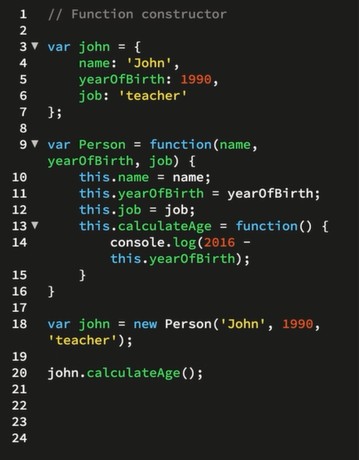 1 // Function constructor
2
3 var john = {
4 name: 'John',
5 yearOfBirth: 1990,
6 job: 'teacher'
7 };
8
9 var Person = function(name,
yearOfBirth, job) {
10 this.name = name;
11 this.yearOfBirth = yearOfBirth;
12 this.job = job;
13 this.calculateAge = function() {
14 console.log(2016 -
this.yearOfBirth);
15 }
16 }
17
18 var john = new Person('John', 1990,
'teacher');
19
20 john.calculateAge();
21
22
23
24